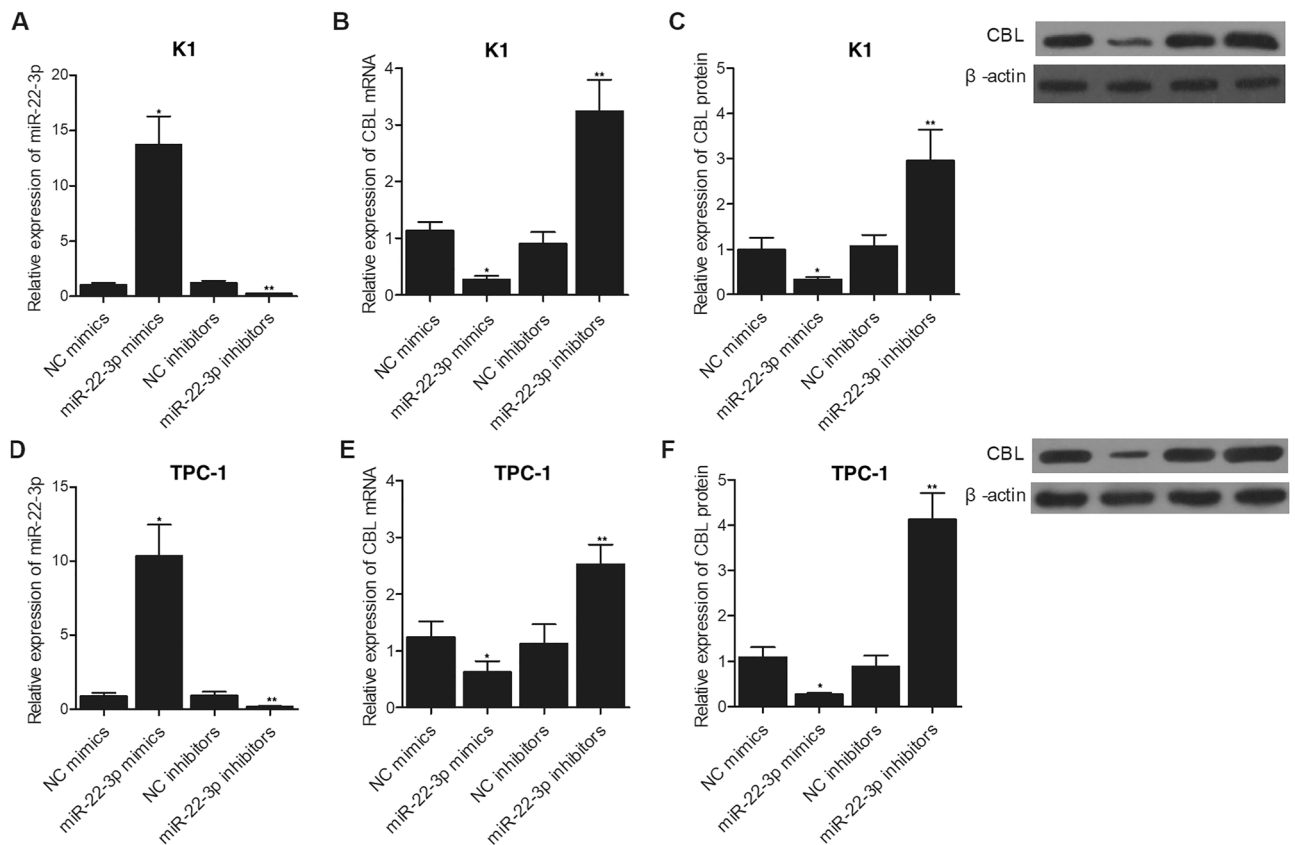 A
K1
Relative expression of miR-22-3p
20
15
10
5
0
*
**
NC mimics
miR-22-3p mimics
NC inhibitors
miR-22-3p inhibitors
B
K1
Relative expression of CBL mRNA
4
3
2
1
0
*
**
NC mimics
miR-22-3p mimics
NC inhibitors
miR-22-3p inhibitors
C
K1
Relative expression of CBL protein
5
4
3
2
1
0
*
**
NC mimics
miR-22-3p mimics
NC inhibitors
miR-22-3p inhibitors
CBL
β -actin
D
TPC-1
Relative expression of miR-22-3p
15
10
5
0
*
**
NC mimics
miR-22-3p mimics
NC inhibitors
miR-22-3p inhibitors
E
TPC-1
Relative expression of CBL mRNA
4
3
2
1
0
*
**
NC mimics
miR-22-3p mimics
NC inhibitors
miR-22-3p inhibitors
F
TPC-1
Relative expression of CBL protein
5
4
3
2
1
0
*
**
NC mimics
miR-22-3p mimics
NC inhibitors
miR-22-3p inhibitors
CBL
β -actin